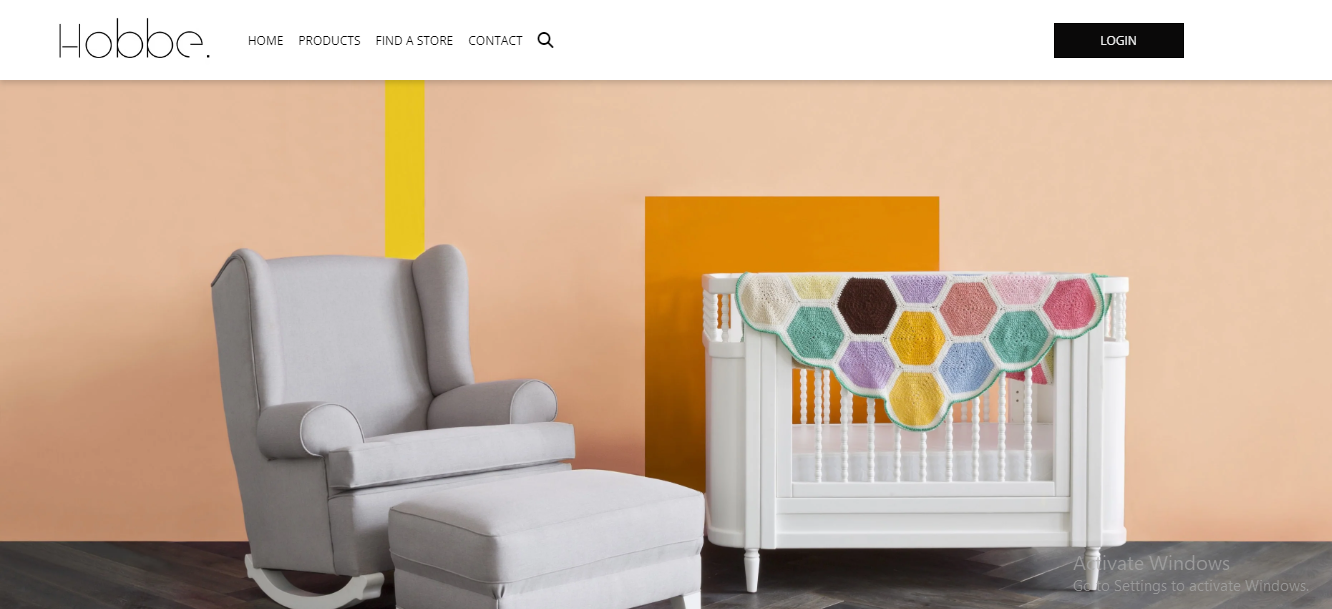 Hobbe.
HOME PRODUCTS FIND A STORE CONTACT
LOGIN
Activate Windows
Go to Settings to activate Windows.